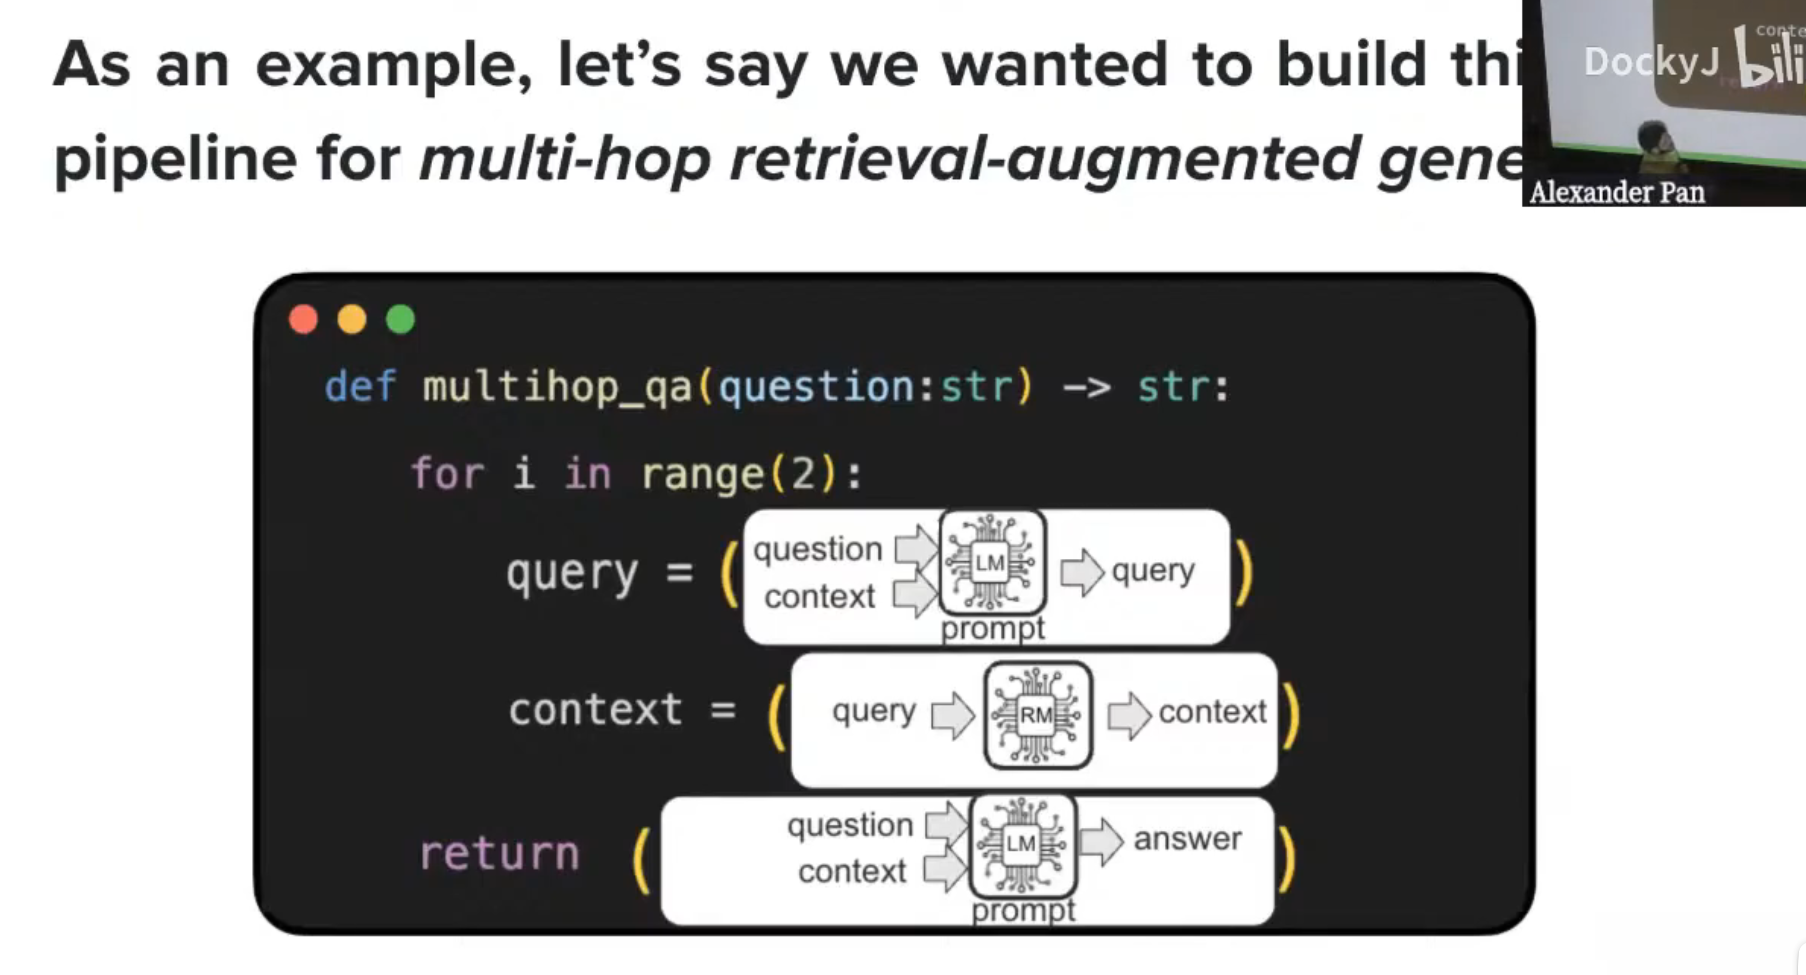 As an example, let's say we wanted to build thi
pipeline for multi-hop retrieval-augmented gene
conte
DockyJ bili
Alexander Pan
def multihop_qa(question:str) -> str:
for i in range(2):
query = ( question context LM prompt query )
context = ( query RM context )
return ( question context LM prompt answer )